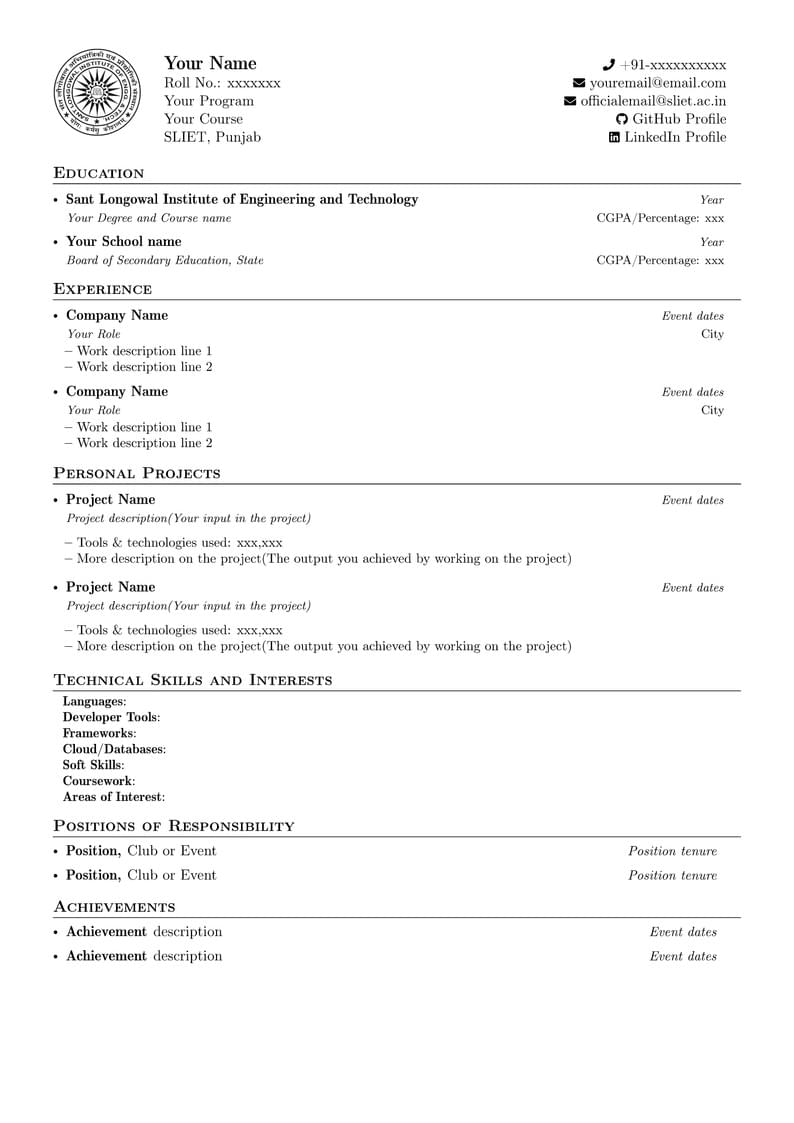 Your Name
Roll No.: xxxxxxx
Your Program
Your Course
SLIET, Punjab
+91-xxxxxxxxxx
youremail@email.com
officialemail@sliet.ac.in
GitHub Profile
LinkedIn Profile
Education
• Sant Longowal Institute of Engineering and Technology Year
Your Degree and Course name CGPA/Percentage: xxx
• Your School name Year
Board of Secondary Education, State CGPA/Percentage: xxx
Experience
• Company Name Event dates
Your Role City
– Work description line 1
– Work description line 2
• Company Name Event dates
Your Role City
– Work description line 1
– Work description line 2
Personal Projects
• Project Name Event dates
Project description(Your input in the project)
– Tools & technologies used: xxx,xxx
– More description on the project(The output you achieved by working on the project)
• Project Name Event dates
Project description(Your input in the project)
– Tools & technologies used: xxx,xxx
– More description on the project(The output you achieved by working on the project)
Technical Skills and Interests
Languages:
Developer Tools:
Frameworks:
Cloud/Databases:
Soft Skills:
Coursework:
Areas of Interest:
Positions of Responsibility
• Position, Club or Event Position tenure
• Position, Club or Event Position tenure
Achievements
• Achievement description Event dates
• Achievement description Event dates